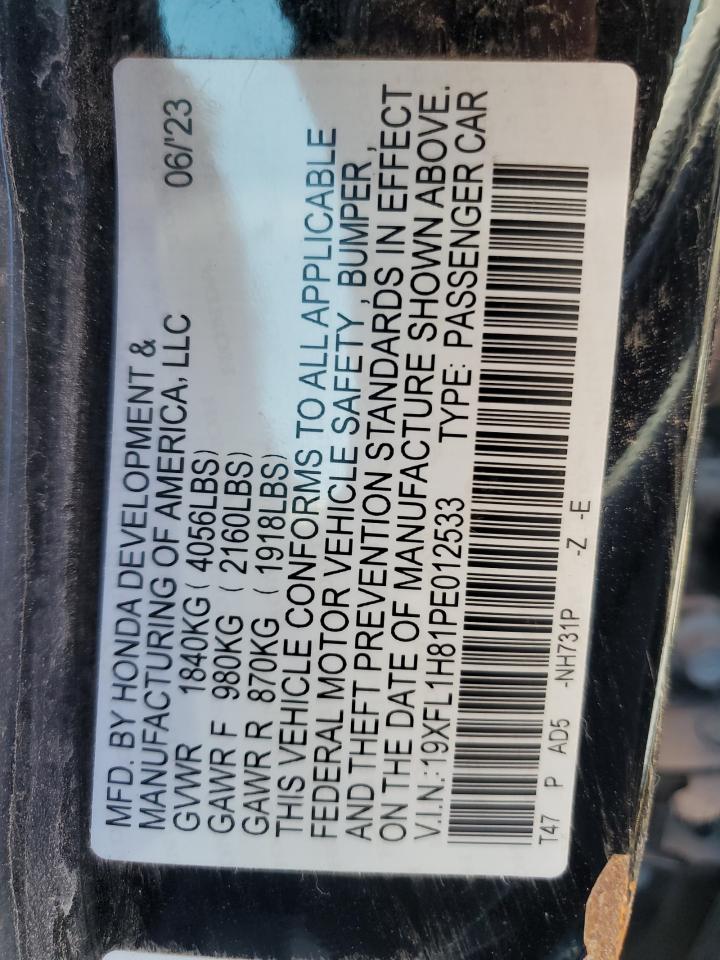 MFD. BY HONDA DEVELOPMENT &
MANUFACTURING OF AMERICA, LLC 06/'23
GVWR 1840KG ( 4056LBS)
GAWR F 980KG ( 2160LBS)
GAWR R 870KG ( 1918LBS)
THIS VEHICLE CONFORMS TO ALL APPLICABLE
FEDERAL MOTOR VEHICLE SAFETY , BUMPER ,
AND THEFT PREVENTION STANDARDS IN EFFECT
ON THE DATE OF MANUFACTURE SHOWN ABOVE.
V.I.N.:19XFL1H81PE012533 TYPE: PASSENGER CAR
T47 P AD5 -NH731P -Z -E